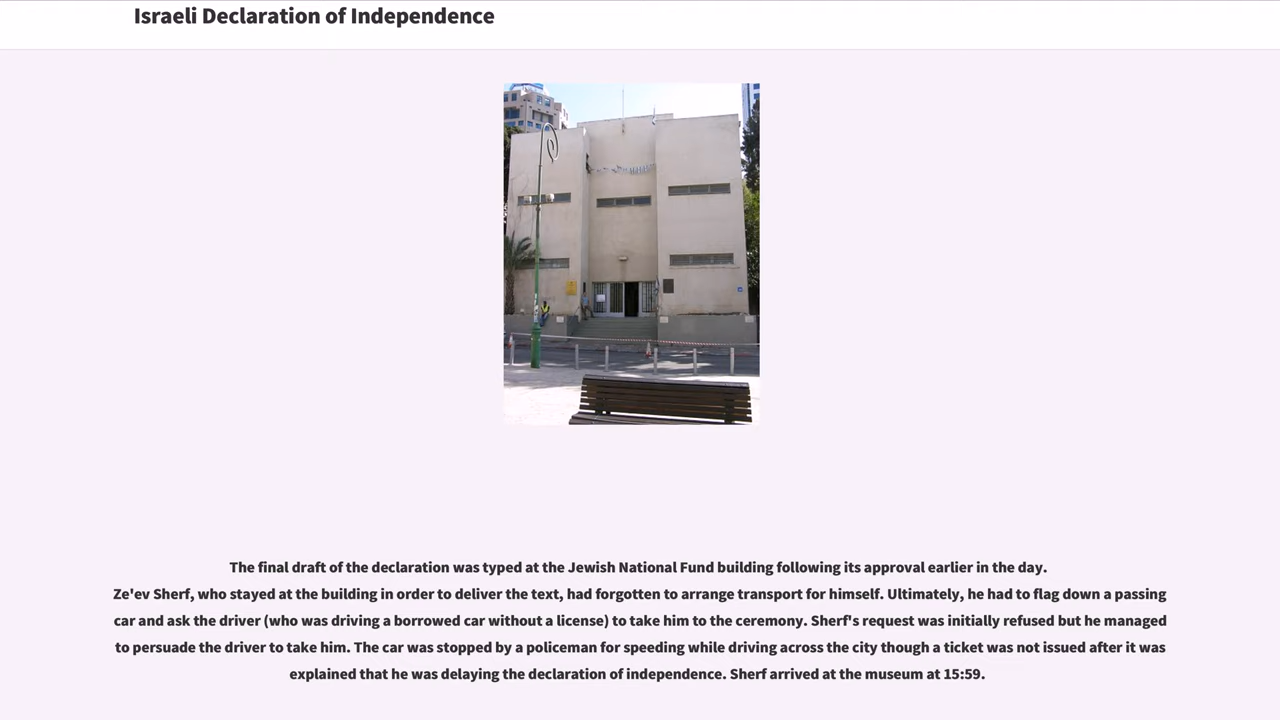 Israeli Declaration of Independence
The final draft of the declaration was typed at the Jewish National Fund building following its approval earlier in the day.
Ze'ev Sherf, who stayed at the building in order to deliver the text, had forgotten to arrange transport for himself. Ultimately, he had to flag down a passing
car and ask the driver (who was driving a borrowed car without a license) to take him to the ceremony. Sherf's request was initially refused but he managed
to persuade the driver to take him. The car was stopped by a policeman for speeding while driving across the city though a ticket was not issued after it was
explained that he was delaying the declaration of independence. Sherf arrived at the museum at 15:59.